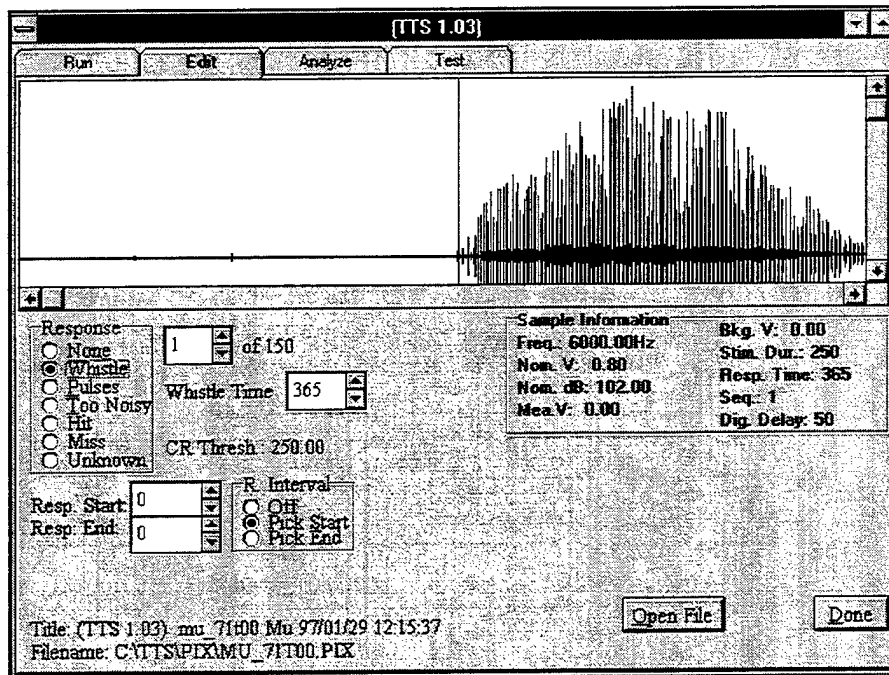 {TTS 1.03}
Run Edit Analyze Test
Response
None
Whistle
Pulses
Too Noisy
Hit
Miss
Unknown
1 of 150
Whistle Time 365
CR Thresh: 250.00
Resp. Start: 0
Resp. End: 0
R. Interval
Off
Pick Start
Pick End
Sample Information
Freq.: 6000.00Hz
Nom. V: 0.80
Nom. dB: 102.00
Mea.V: 0.00
Bkg. V: 0.00
Stim. Dur.: 250
Resp. Time: 365
Seq.: 1
Dig. Delay: 50
Open File Done
Title: (TTS 1.03) mu_71t00 Mu 97/01/29 12:15:37
Filename: C:\TTS\PIX\MU_71T00.PIX